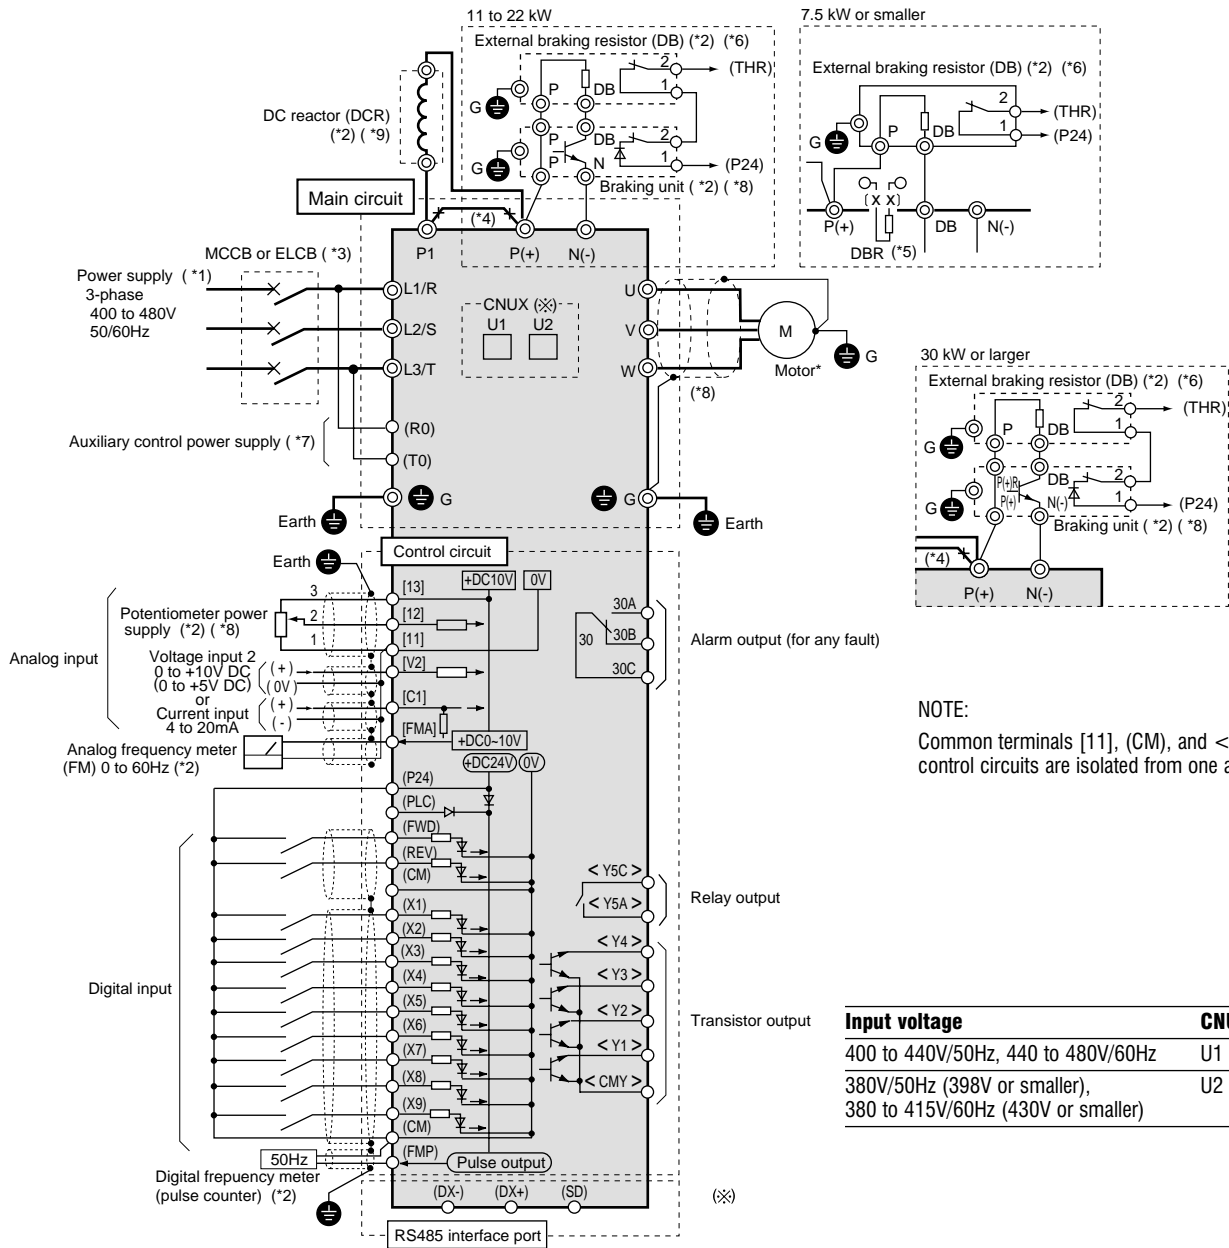 11 to 22 kW
External braking resistor (DB) (*2) (*6)
P
DB
2
1
(THR)
G
P
P
DB
N
2
1
(P24)
G
Braking unit ( *2) ( *8)
DC reactor (DCR)
(*2) ( *9)
7.5 kW or smaller
External braking resistor (DB) (*2) (*6)
P
DB
2
1
(THR)
(P24)
G
( x x )
P(+)
DB
N(-)
DBR (*5)
Main circuit
(*4)
P1
P(+)
N(-)
MCCB or ELCB ( *3)
Power supply ( *1)
3-phase
400 to 480V
50/60Hz
L1/R
L2/S
L3/T
CNUX (※)
U1
U2
U
V
W
M
Motor*
G
(*8)
Auxiliary control power supply ( *7)
(R0)
(T0)
G
G
Earth
Earth
30 kW or larger
External braking resistor (DB) (*2) (*6)
P
DB
2
1
(THR)
G
P(+)R
P(+)
DB
N(-)
2
1
(P24)
G
Braking unit ( *2) ( *8)
(*4)
P(+)
N(-)
Control circuit
Earth
Analog input
3
2
1
Potentiometer power
supply (*2) ( *8)
Voltage input 2
0 to +10V DC
(0 to +5V DC)
or
Current input
4 to 20mA
(+)
(0V)
(+)
(-)
Analog frequency meter
(FM) 0 to 60Hz (*2)
[13]
[12]
[11]
[V2]
[C1]
[FMA]
+DC10V
0V
+DC0~10V
+DC24V
0V
30
30A
30B
30C
Alarm output (for any fault)
NOTE:
Common terminals [11], (CM), and <
control circuits are isolated from one a
Digital input
(P24)
(PLC)
(FWD)
(REV)
(CM)
(X1)
(X2)
(X3)
(X4)
(X5)
(X6)
(X7)
(X8)
(X9)
(CM)
(FMP)
Pulse output
< Y5C >
< Y5A >
Relay output
< Y4 >
< Y3 >
< Y2 >
< Y1 >
< CMY >
Transistor output
Input voltage CNU
400 to 440V/50Hz, 440 to 480V/60Hz U1
380V/50Hz (398V or smaller), U2
380 to 415V/60Hz (430V or smaller)
50Hz
Digital frepuency meter
(pulse counter) (*2)
(DX-)
(DX+)
(SD)
(※)
RS485 interface port